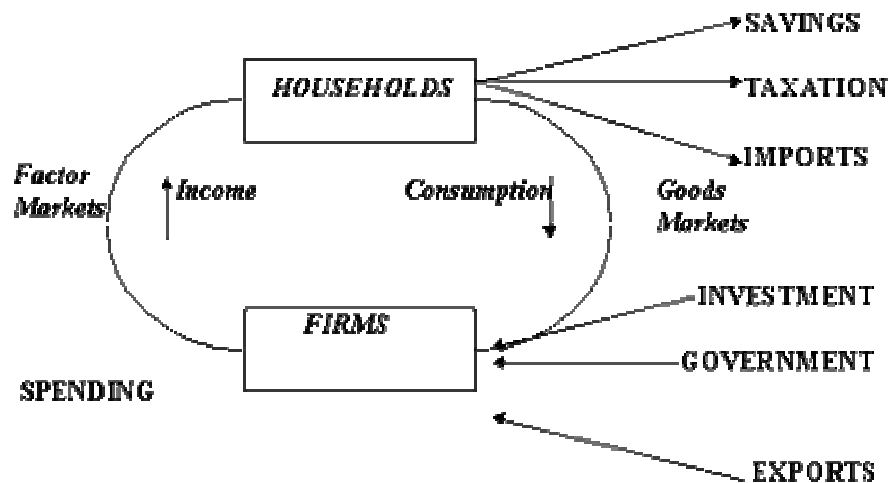 SAVINGS
HOUSEHOLDS
TAXATION
IMPORTS
Factor
Markets
Income
Consumption
Goods
Markets
INVESTMENT
FIRMS
GOVERNMENT
SPENDING
EXPORTS